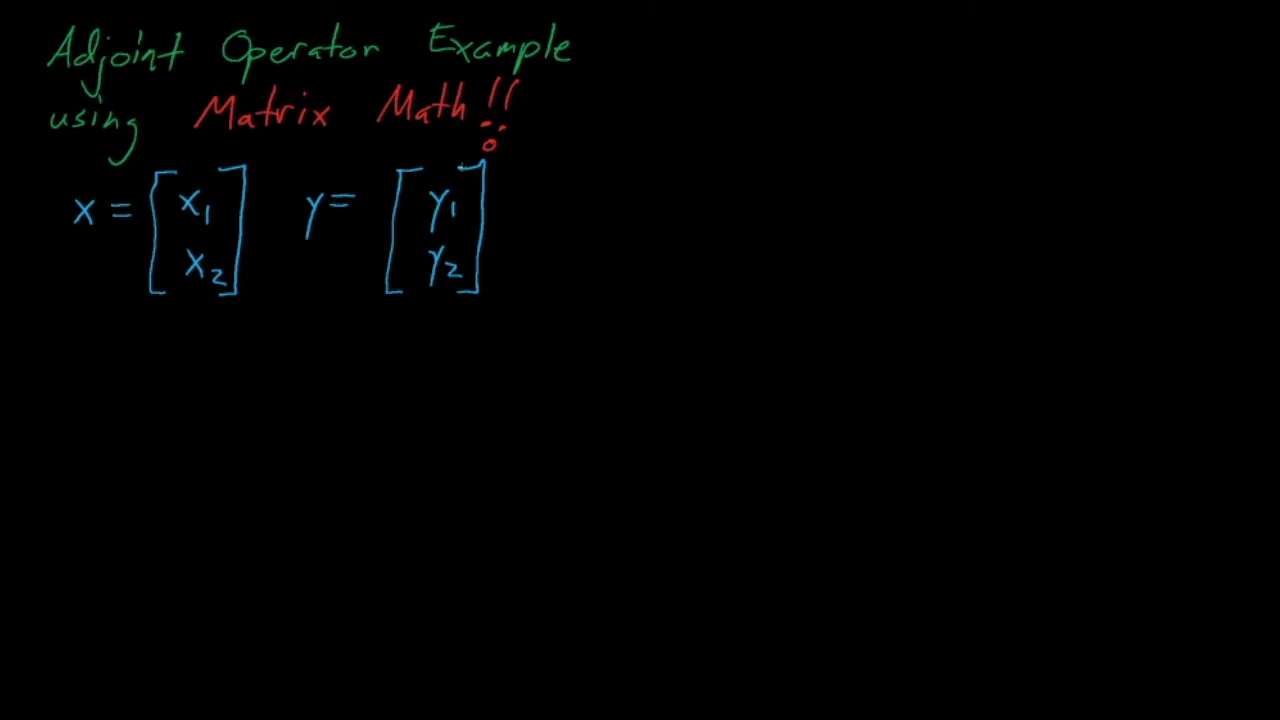 Adjoint Operator Example
using Matrix Math!!
x = [x₁ x₂] y = [y₁ y₂]